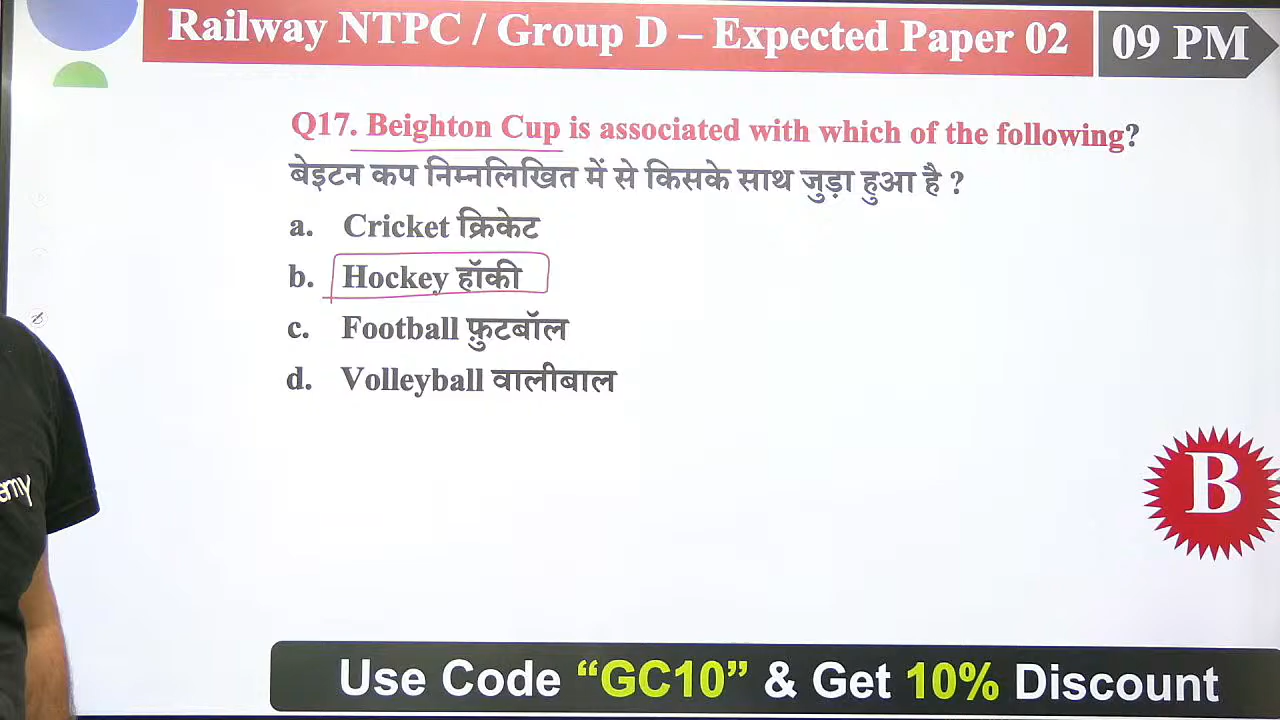 Railway NTPC / Group D – Expected Paper 02
09 PM
Q17. Beighton Cup is associated with which of the following?
बेइटन कप निम्नलिखित में से किसके साथ जुड़ा हुआ है ?
a. Cricket क्रिकेट
b. Hockey हॉकी
c. Football फ़ुटबॉल
d. Volleyball वालीबाल
B
Use Code “GC10” & Get 10% Discount